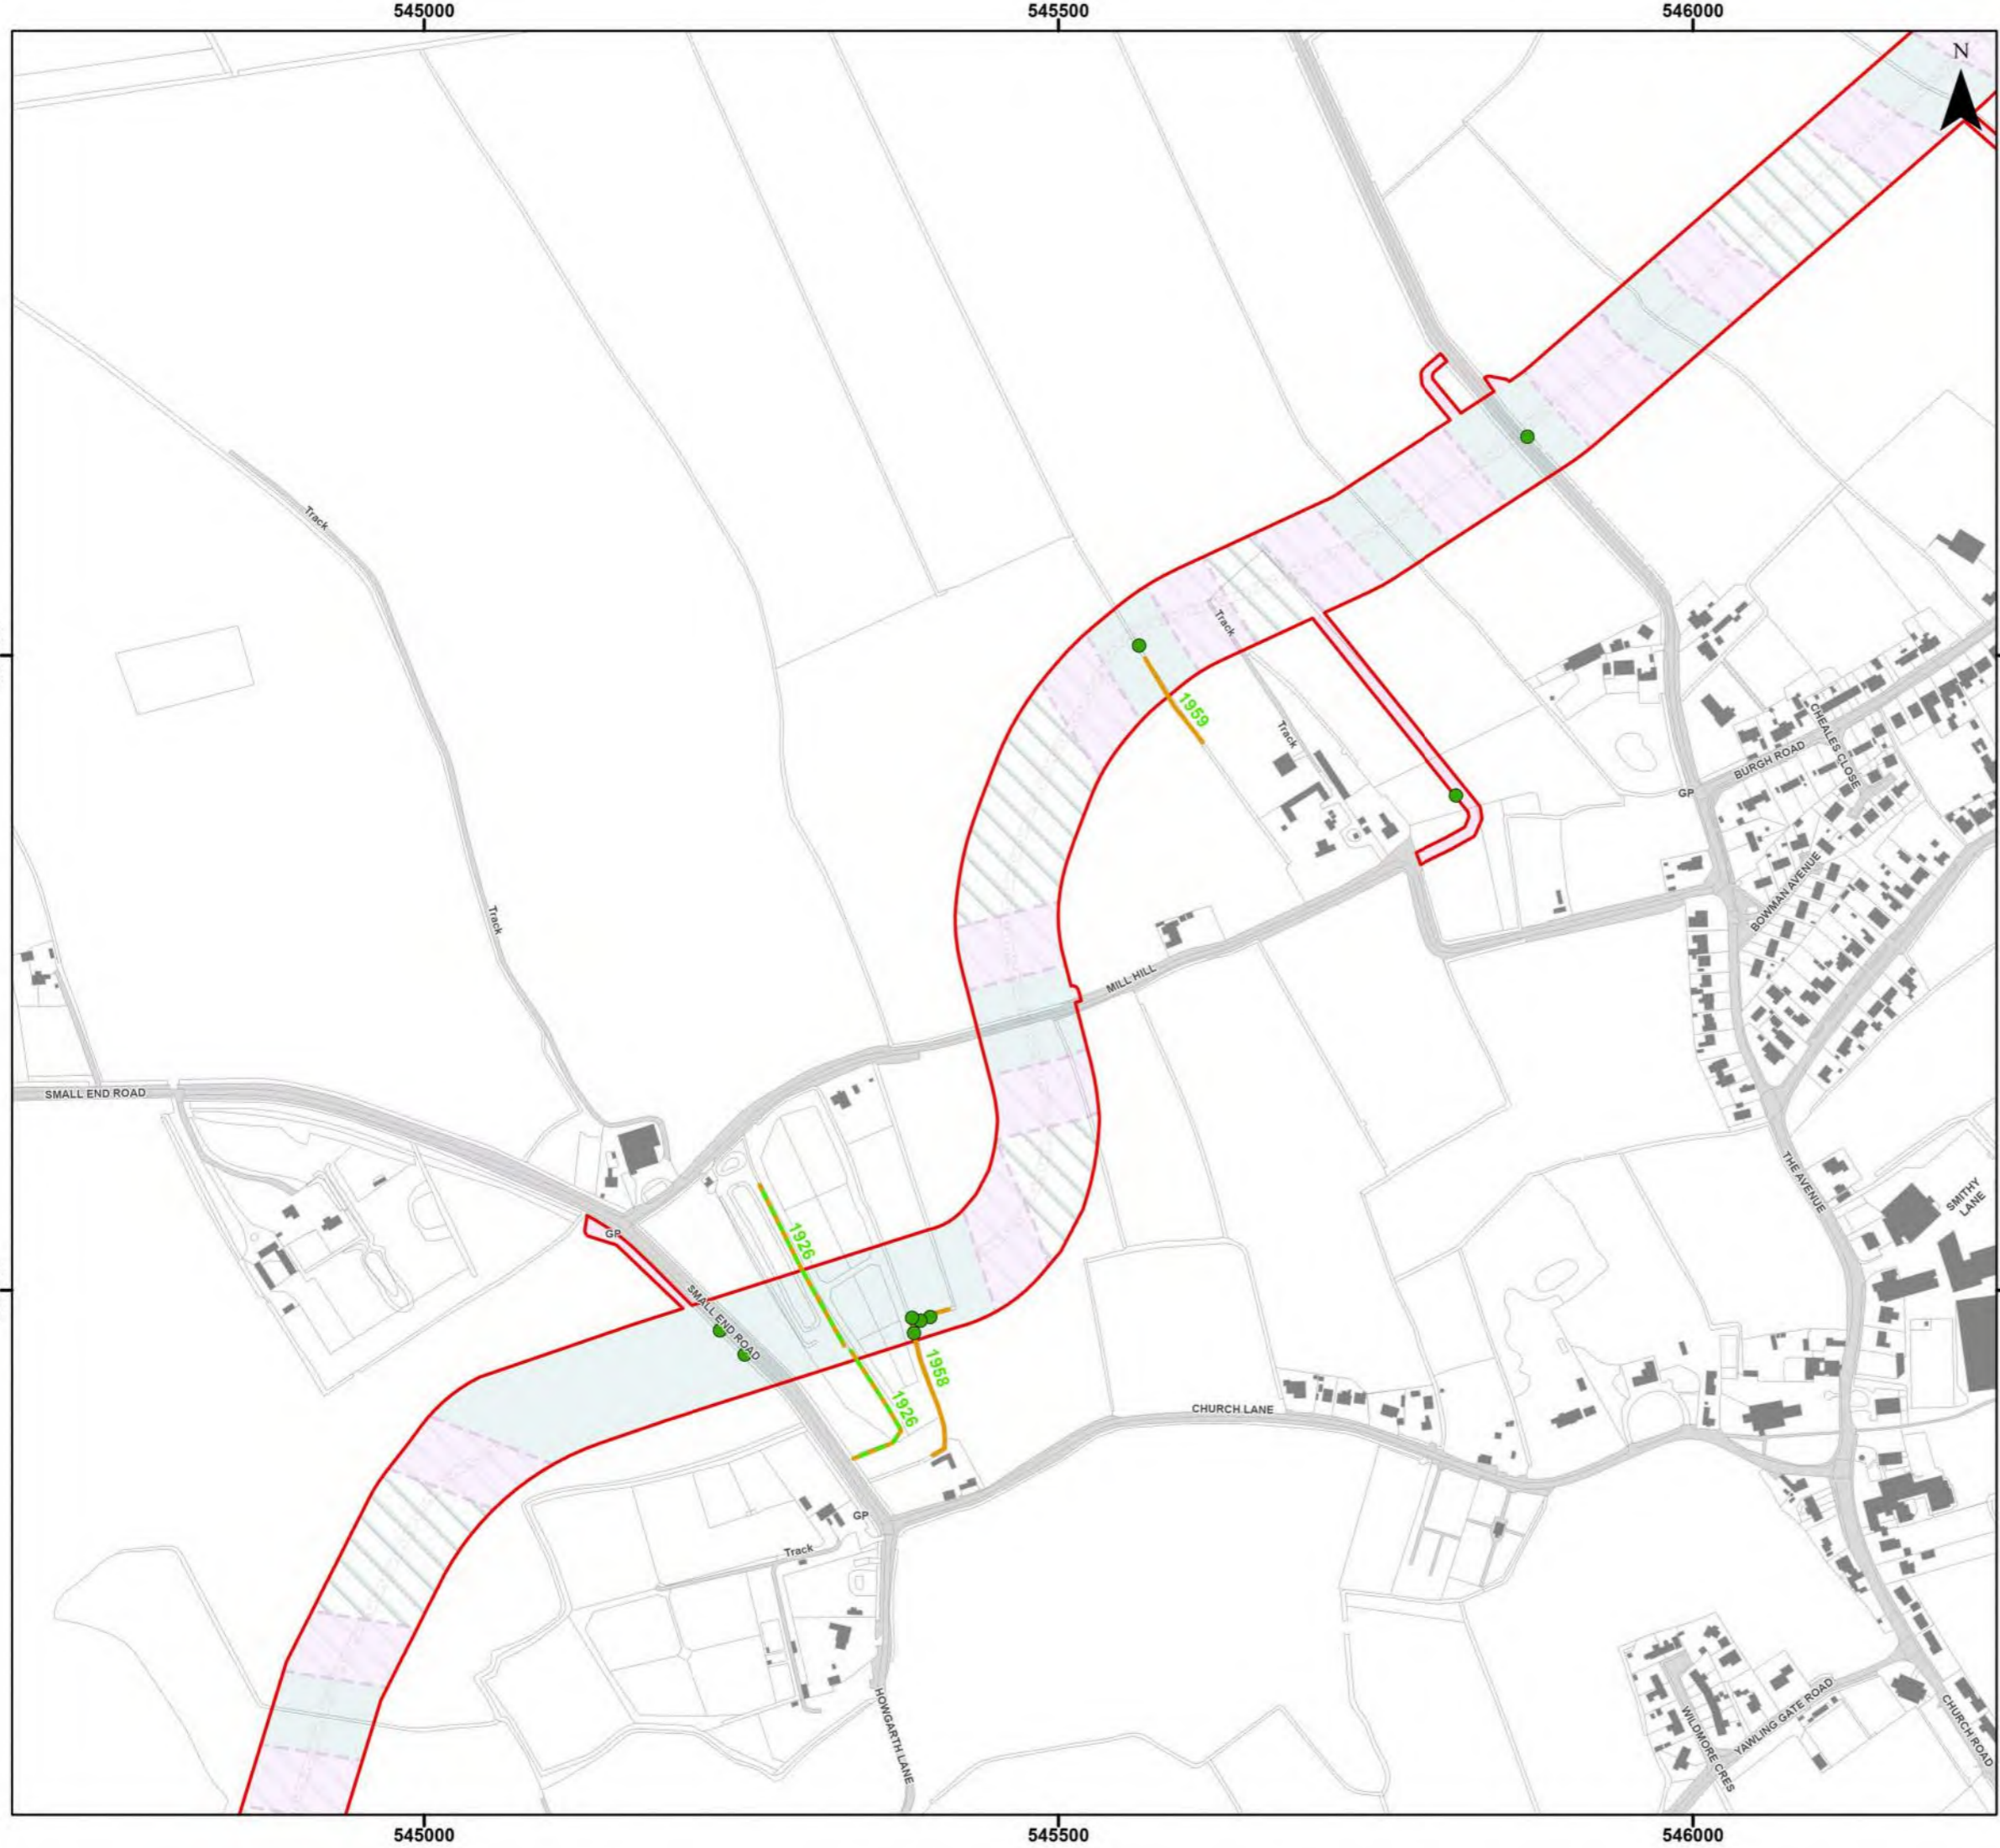 545000
545500
546000
N
Track
1959
Track
Track
CHEALES CLOSE
BURGH ROAD
GP
BOWMAN AVENUE
Track
MILL HILL
SMALL END ROAD
THE AVENUE
SMITHY
LANE
1926
GP
SMALL END ROAD
1958
1926
CHURCH LANE
GP
Track
HOWGARTH LANE
WILDMORE CRES
YAWLING GATE ROAD
CHURCH ROAD
545000
545500
546000